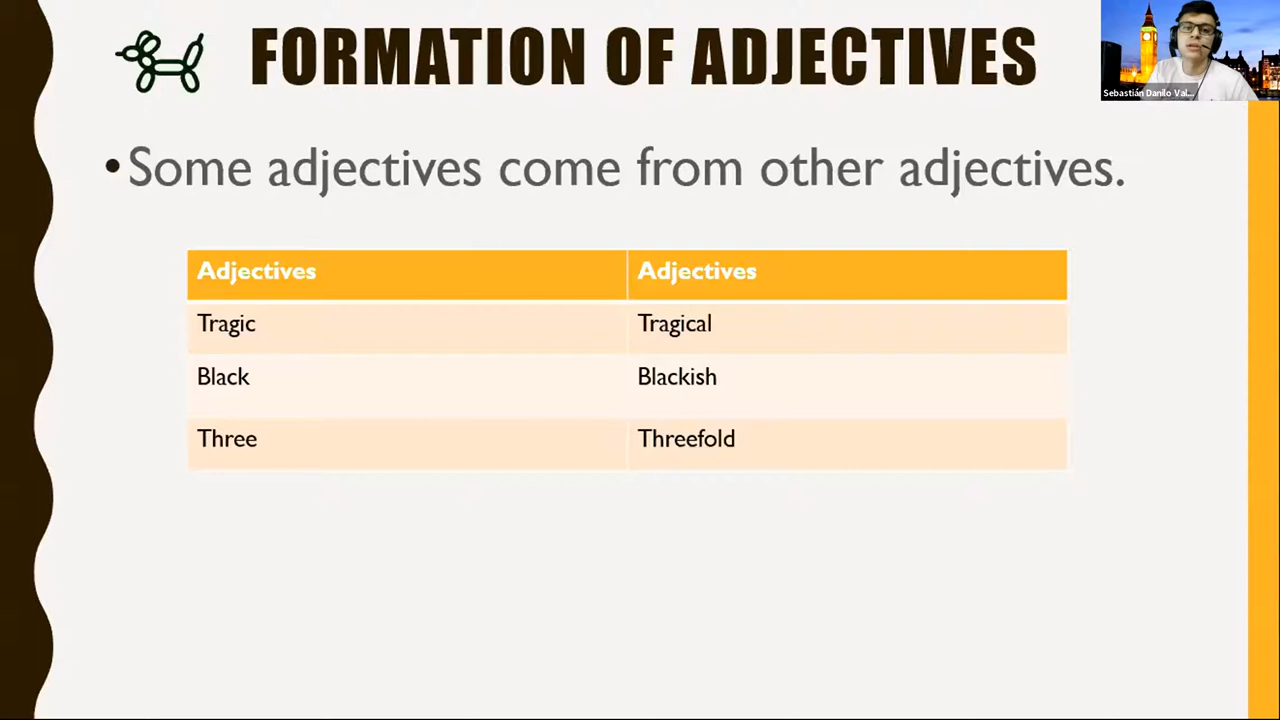 FORMATION OF ADJECTIVES
Sebastián Danilo Val...
•Some adjectives come from other adjectives.
Adjectives Adjectives
Tragic Tragical
Black Blackish
Three Threefold